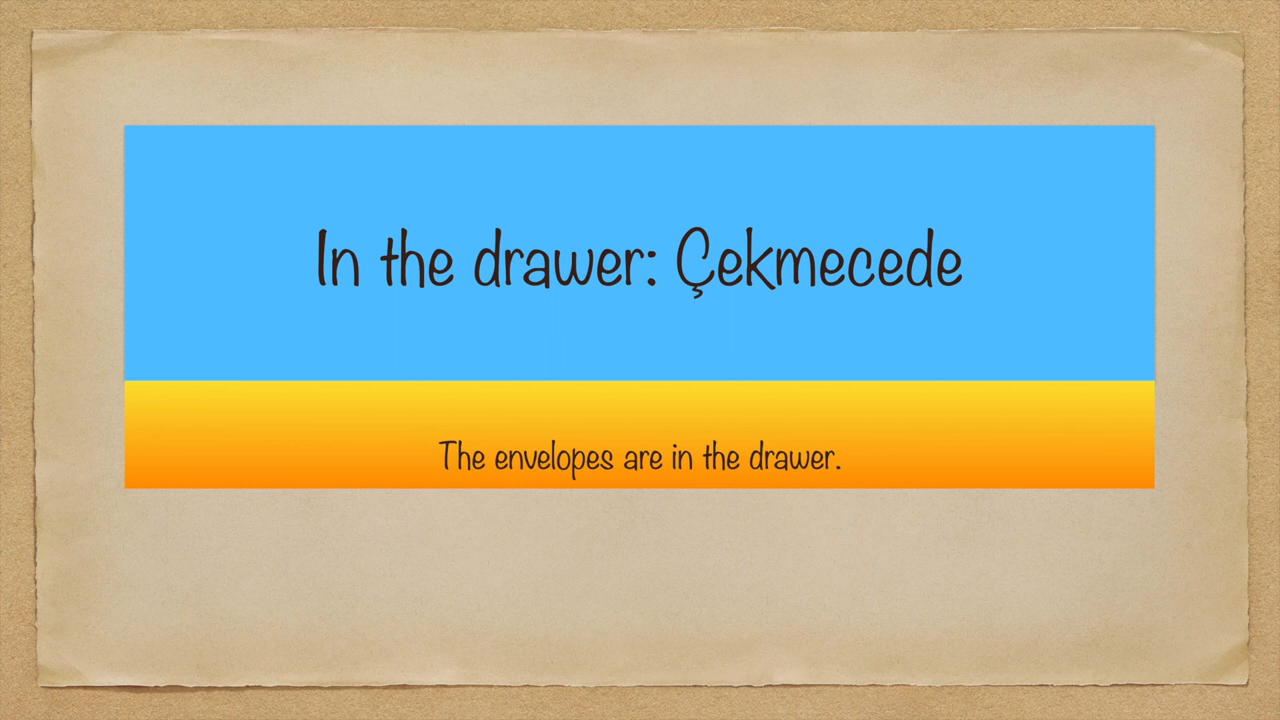 In the drawer: Çekmecede
The envelopes are in the drawer.